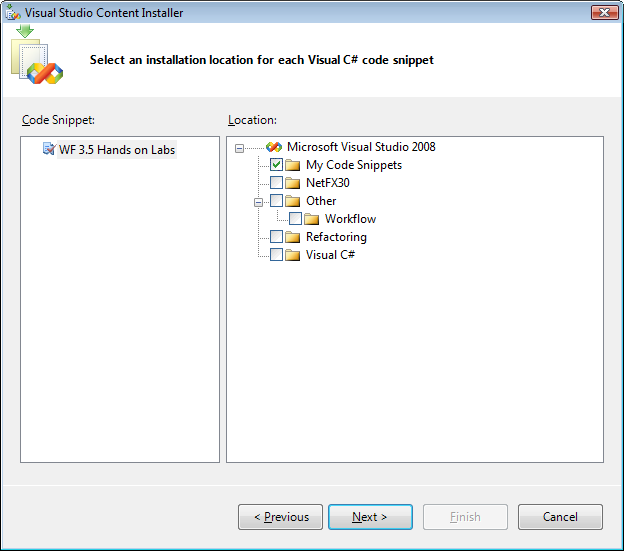 Visual Studio Content Installer
Select an installation location for each Visual C# code snippet
Code Snippet:
Location:
WF 3.5 Hands on Labs
Microsoft Visual Studio 2008
My Code Snippets
NetFX30
Other
Workflow
Refactoring
Visual C#
< Previous
Next >
Finish
Cancel